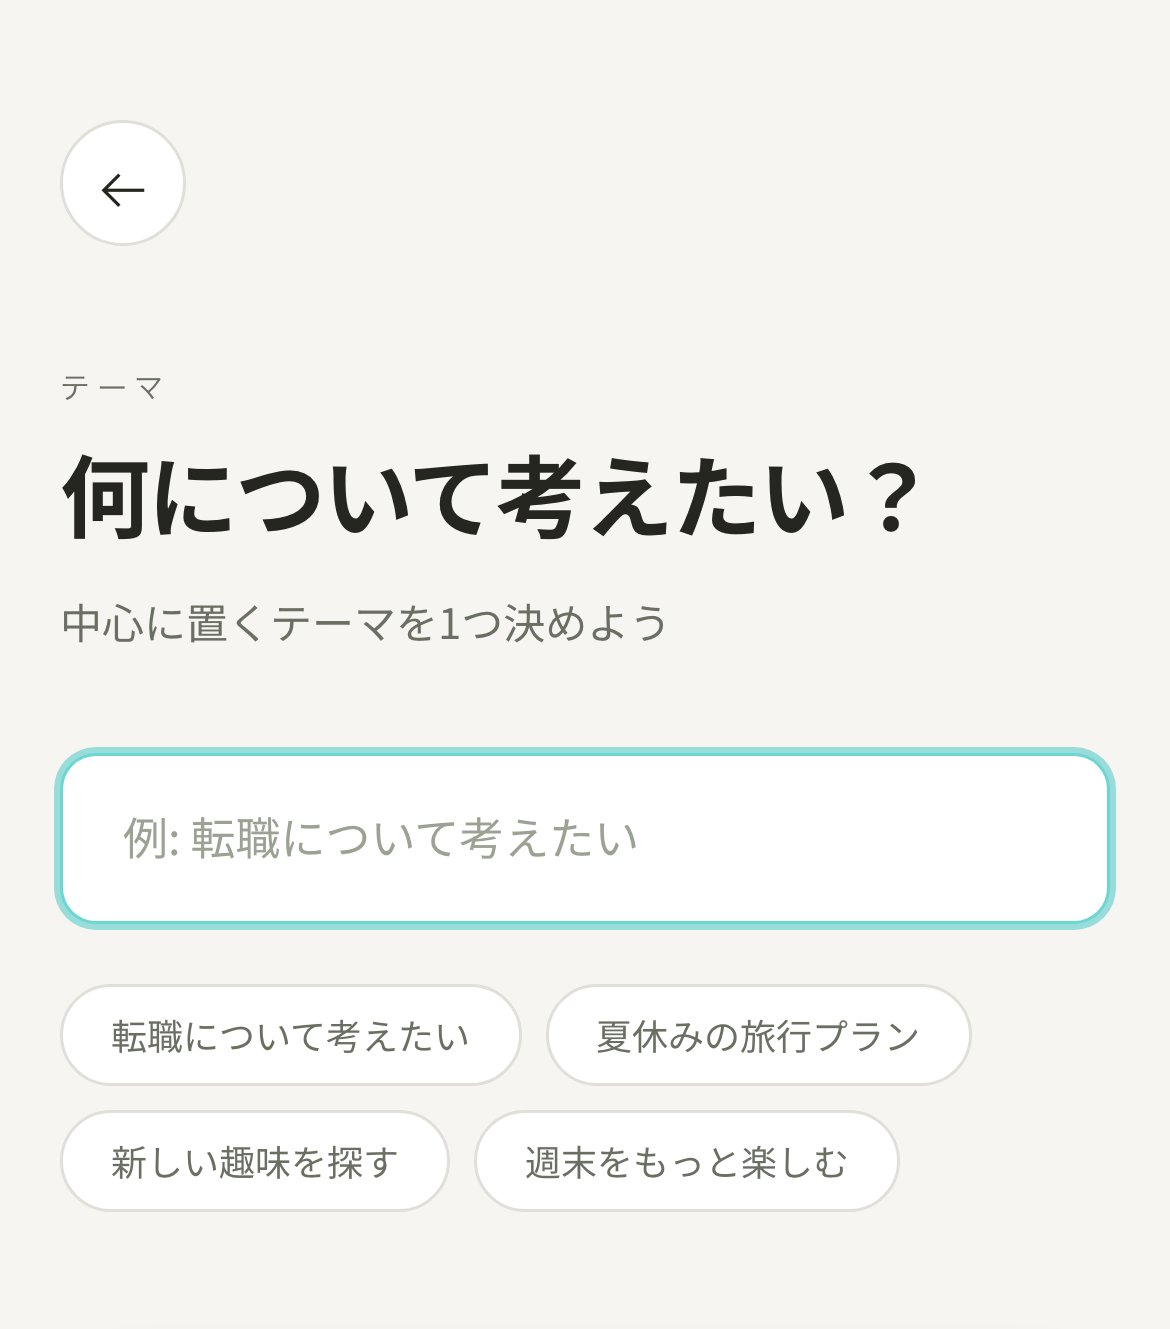 テーマ
何について考えたい？
中心に置くテーマを1つ決めよう
例: 転職について考えたい
転職について考えたい
夏休みの旅行プラン
新しい趣味を探す
週末をもっと楽しむ